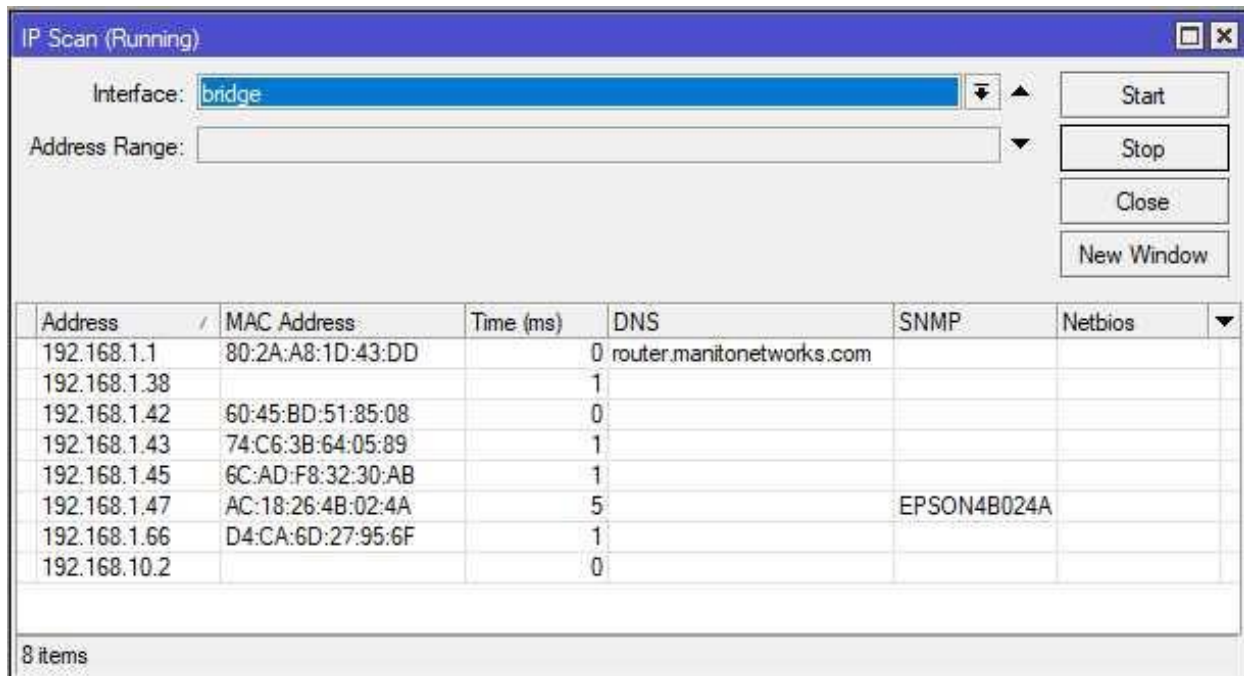 IP Scan (Running)
Interface: bridge
Start
Address Range:
Stop
Close
New Window
Address MAC Address Time (ms) DNS SNMP Netbios
192.168.1.1 80:2A:A8:1D:43:DD 0 router.manitonetworks.com
192.168.1.38 1
192.168.1.42 60:45:BD:51:85:08 0
192.168.1.43 74:C6:3B:64:05:89 1
192.168.1.45 6C:AD:F8:32:30:AB 1
192.168.1.47 AC:18:26:4B:02:4A 5 EPSON4B024A
192.168.1.66 D4:CA:6D:27:95:6F 1
192.168.10.2 0
8 items